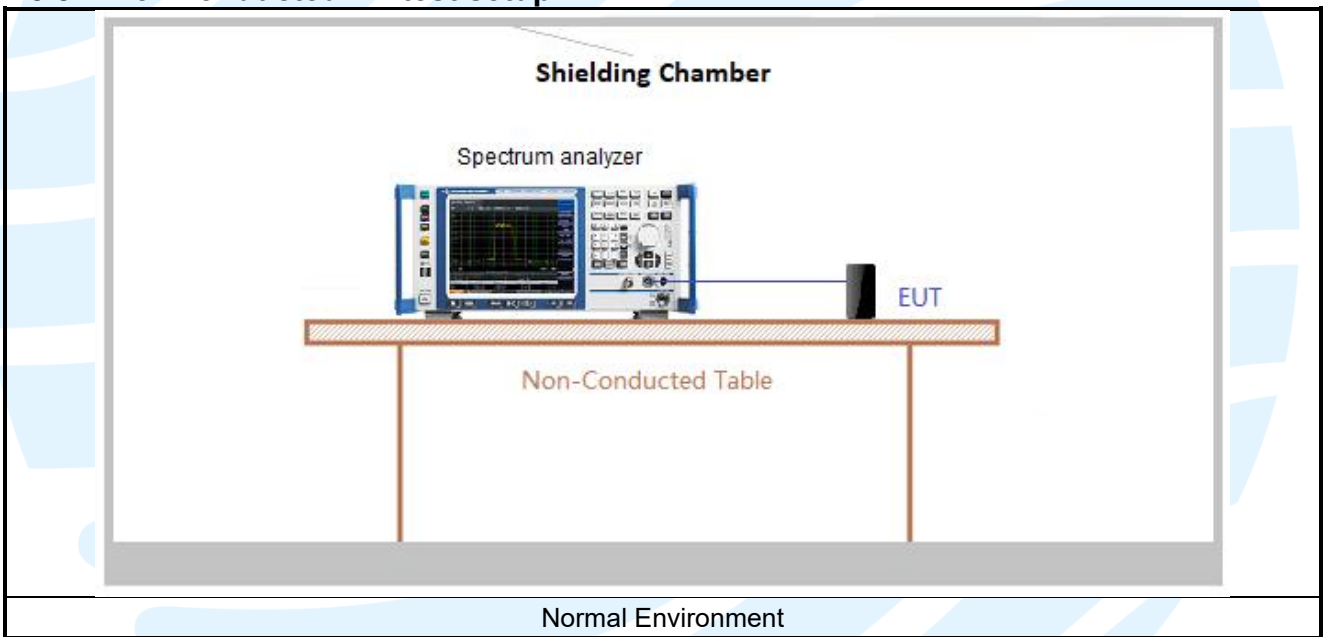 Shielding Chamber
Spectrum analyzer
EUT
Non-Conducted Table
Normal Environment